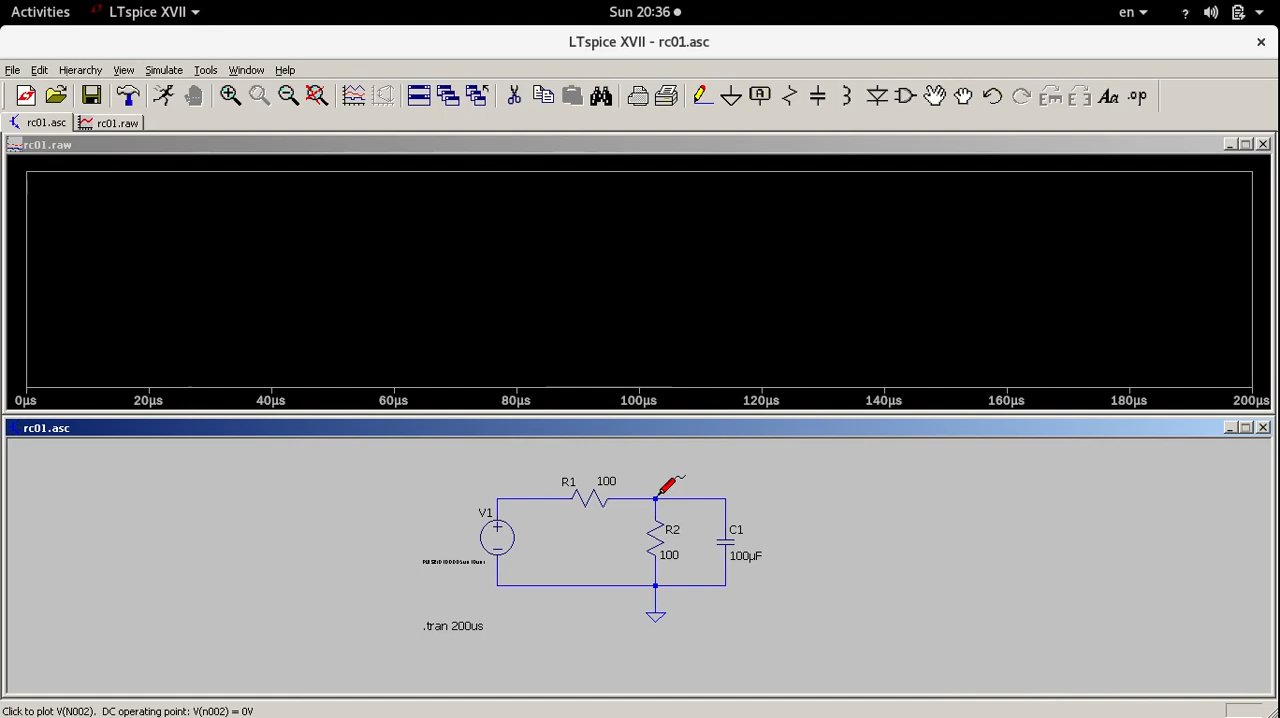 Activities LTspice XVII Sun 20:36 en ?
LTspice XVII - rc01.asc
File Edit Hierarchy View Simulate Tools Window Help
Aa .op
rc01.asc rc01.raw
rc01.raw
0µs 20µs 40µs 60µs 80µs 100µs 120µs 140µs 160µs 180µs 200µs
rc01.asc
R1 100
V1
R2 C1
100 100µF
.tran 200us
Click to plot V(N002). DC operating point: V(n002) = 0V